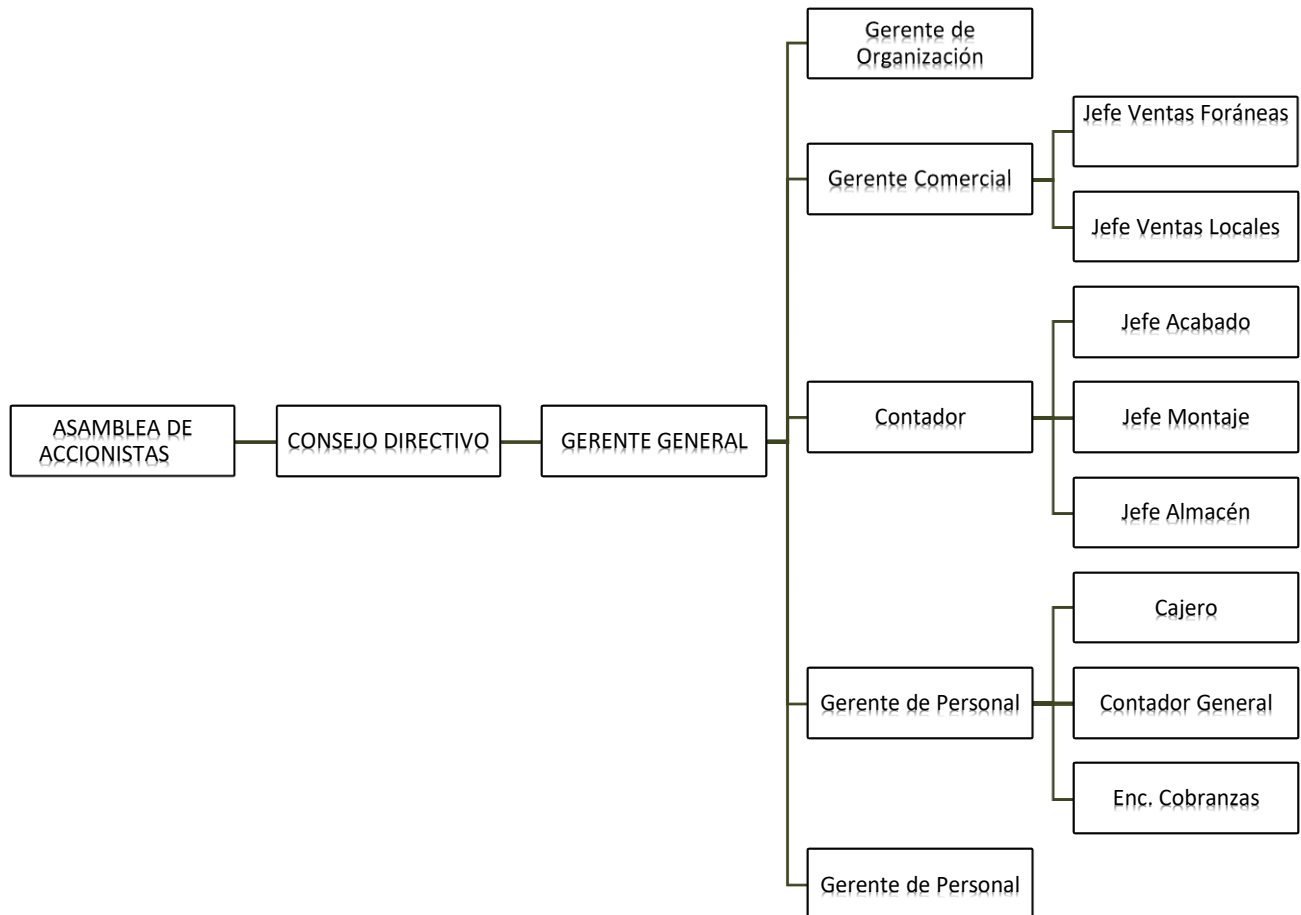 ASAMBLEA DE
ACCIONISTAS
CONSEJO DIRECTIVO
GERENTE GENERAL
Gerente de
Organización
Gerente Comercial
Jefe Ventas Foráneas
Jefe Ventas Locales
Contador
Jefe Acabado
Jefe Montaje
Jefe Almacén
Gerente de Personal
Cajero
Contador General
Enc. Cobranzas
Gerente de Personal